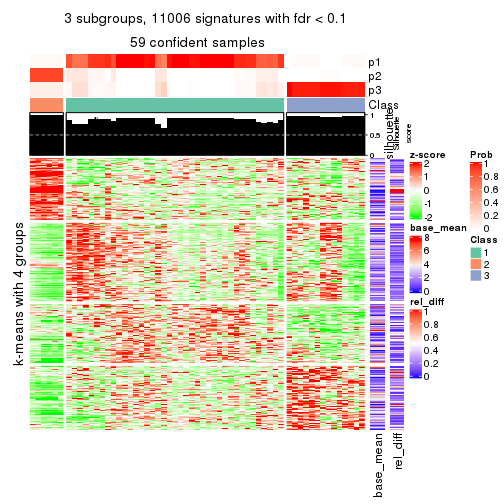 3 subgroups, 11006 signatures with fdr < 0.1
59 confident samples
p1
p2
p3
Class
1
0.5
0
silhouette
Silhouette
score
k-means with 4 groups
z-score
2
1
0
-1
-2
base_mean
8
6
4
2
0
rel_diff
1
0.8
0.6
0.4
0.2
0
Prob
1
0.8
0.6
0.4
0.2
0
Class
1
2
3
base_mean
rel_diff